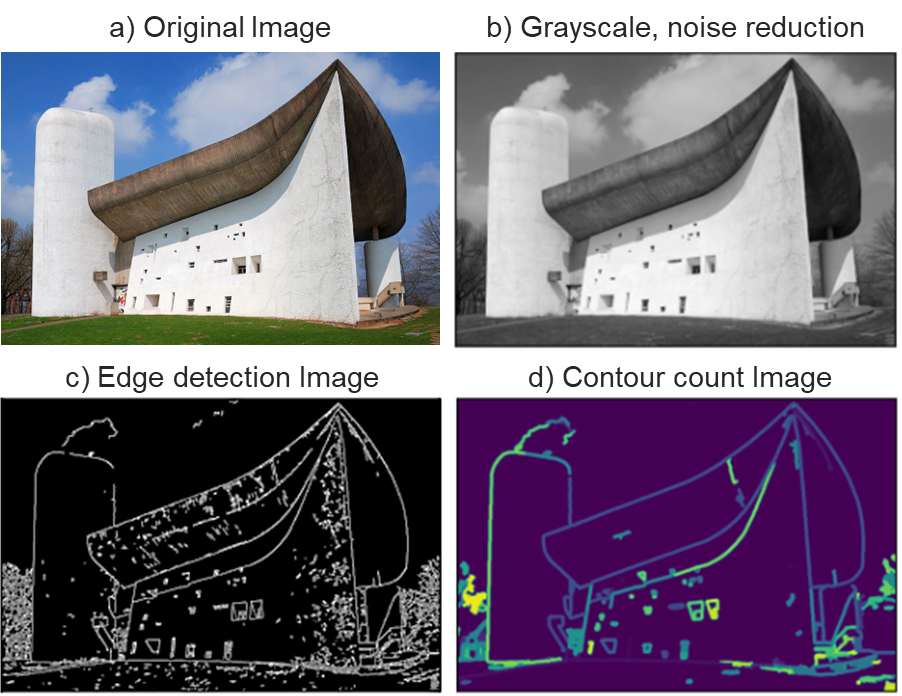 a) Original Image
b) Grayscale, noise reduction
c) Edge detection Image
d) Contour count Image